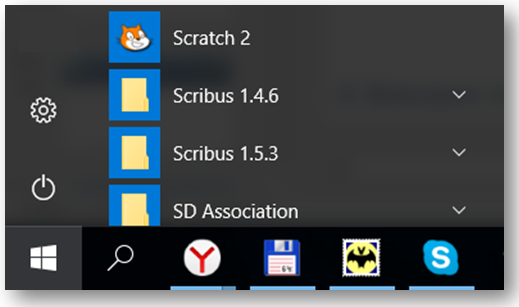 Scratch 2
Scribus 1.4.6
Scribus 1.5.3
SD Association